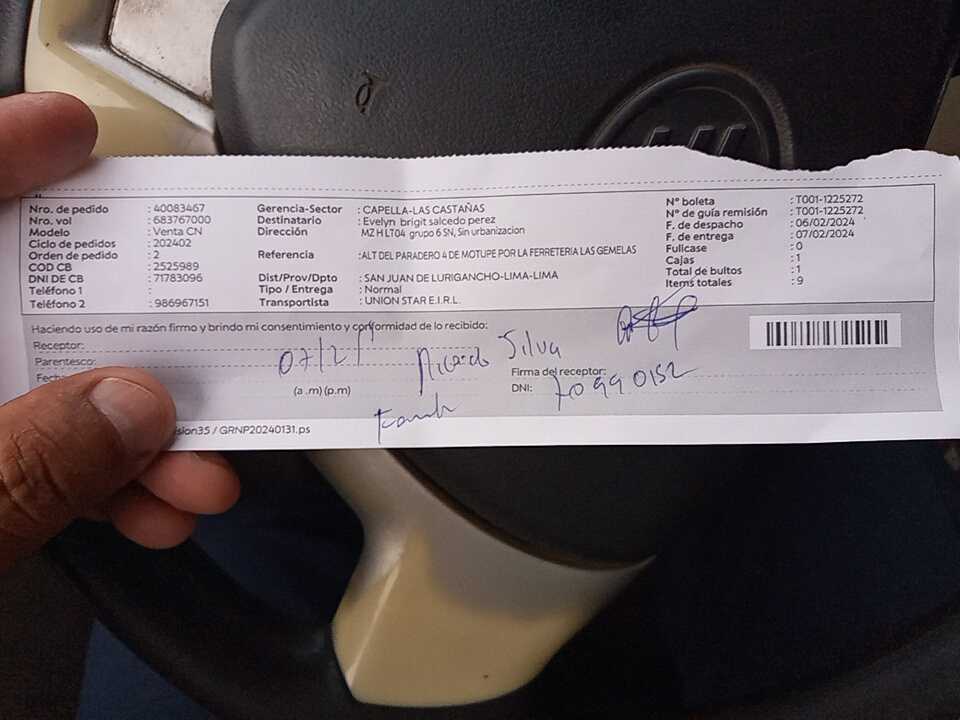 Nro. de pedido : 40083467
Nro. vol : 683767000
Modelo : Venta CN
Ciclo de pedidos : 202402
Orden de pedido : 2
COD CB : 2525989
DNI DE CB : 71783096
Teléfono 1 :
Teléfono 2 : 986967151
Gerencia-Sector : CAPELLA-LAS CASTAÑAS
Destinatario : Evelyn brigit salcedo perez
Dirección MZ H LT04 grupo 6 SN, Sin urbanizacion
Referencia : ALT DEL PARADERO 4 DE MOTUPE POR LA FERRETERIA LAS GEMELAS
Dist/Prov/Dpto : SAN JUAN DE LURIGANCHO-LIMA-LIMA
Tipo / Entrega : Normal
Transportista : UNION STAR E.I.R.L.
N° boleta : T001-1225272
N° de guía remisión : T001-1225272
F. de despacho : 06/02/2024
F. de entrega : 07/02/2024
Fullcase : 0
Cajas : 1
Total de bultos : 1
Items totales : 9
Haciendo uso de mi razón firmo y brindo mi consentimiento y conformidad de lo recibido:
Receptor:
Parentesco:
07/2/
Ricardo Silva
(a .m) (p.m)
Firma del receptor:
DNI:
sion35 / GRNP20240131.ps